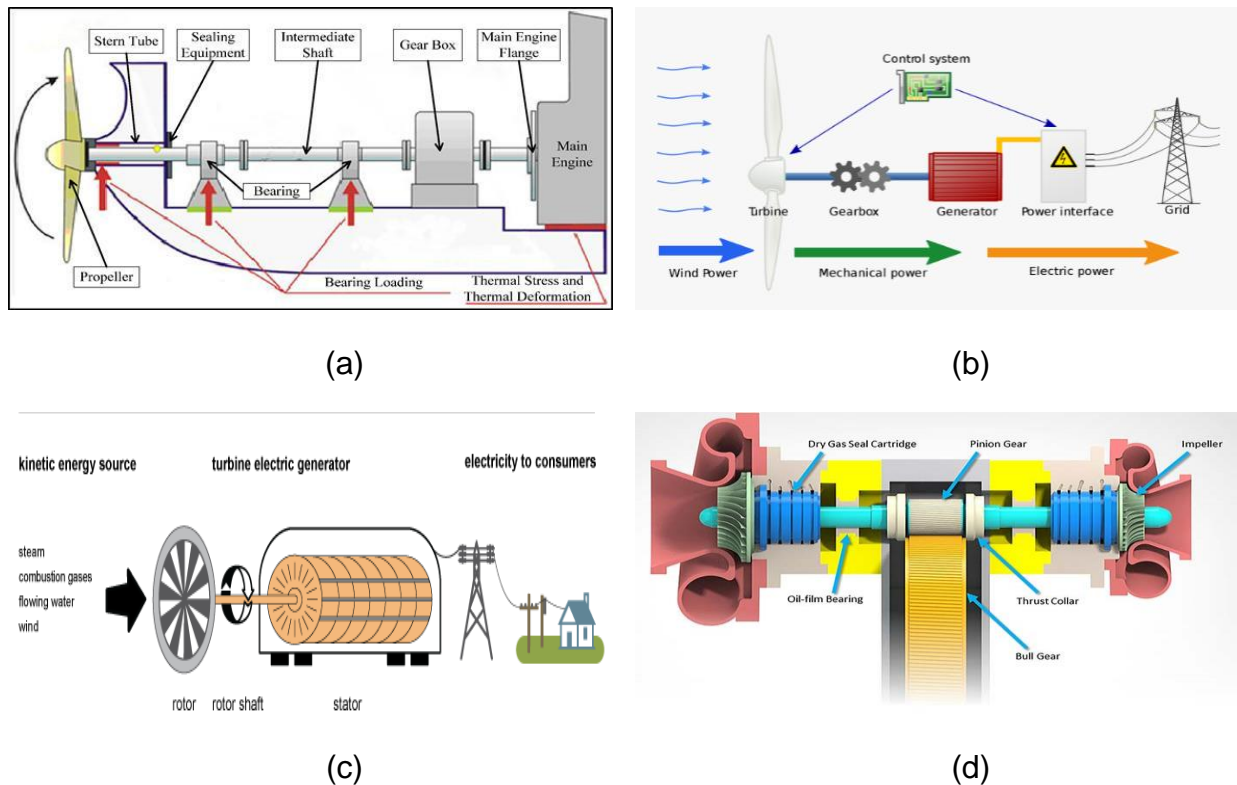 Stern Tube
Sealing
Equipment
Intermediate
Shaft
Gear Box
Main Engine
Flange
Main
Engine
Bearing
Propeller
Bearing Loading
Thermal Stress and
Thermal Deformation
(a)
Control system
Turbine
Gearbox
Generator
Power interface
Grid
Wind Power
Mechanical power
Electric power
(b)
kinetic energy source
turbine electric generator
electricity to consumers
steam
combustion gases
flowing water
wind
rotor
rotor shaft
stator
(c)
Dry Gas Seal Cartridge
Pinion Gear
Impeller
Oil-film Bearing
Thrust Collar
Bull Gear
(d)